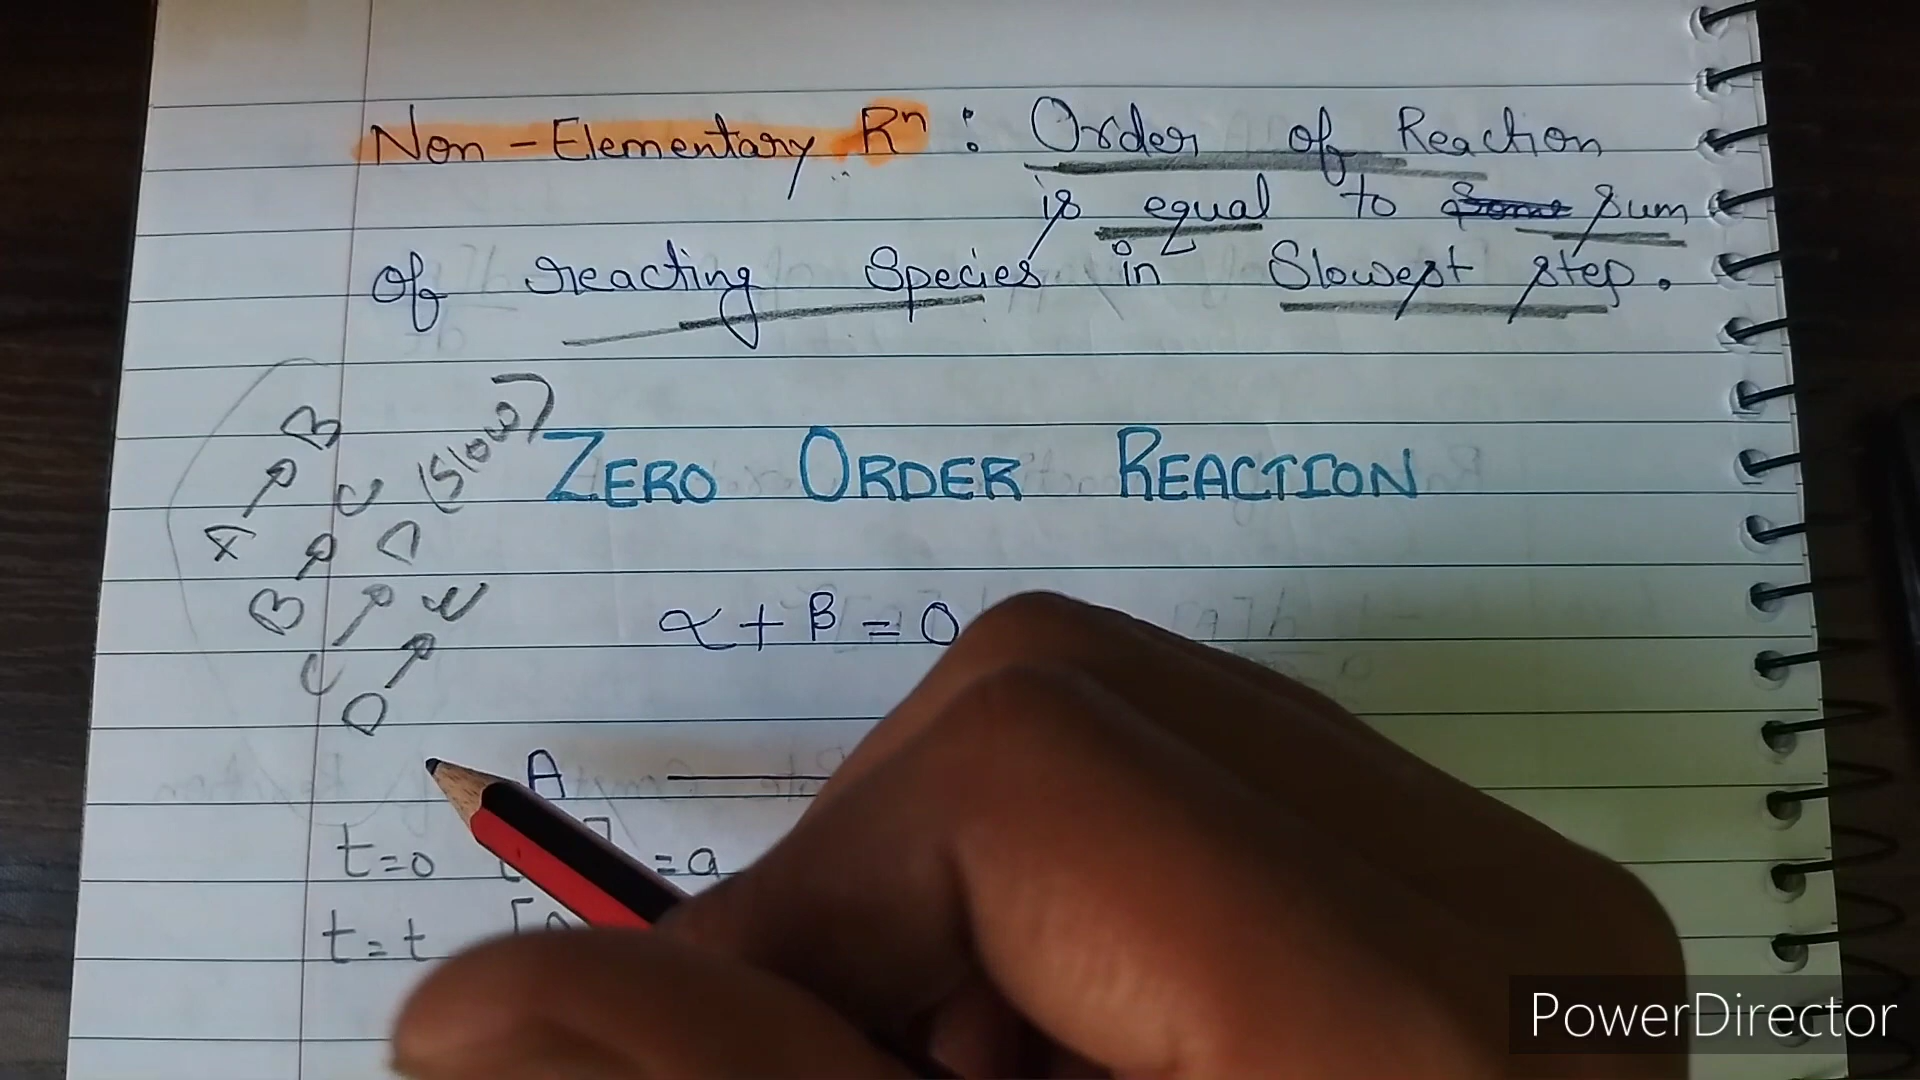 Non-Elementary Rⁿ : Order of Reaction
is equal to sum
of reacting Species in Slowest step.
A → B
B → C (slow)
C → D
D → E
ZERO ORDER REACTION
α + β = 0
A
t=0 =a
t=t
PowerDirector